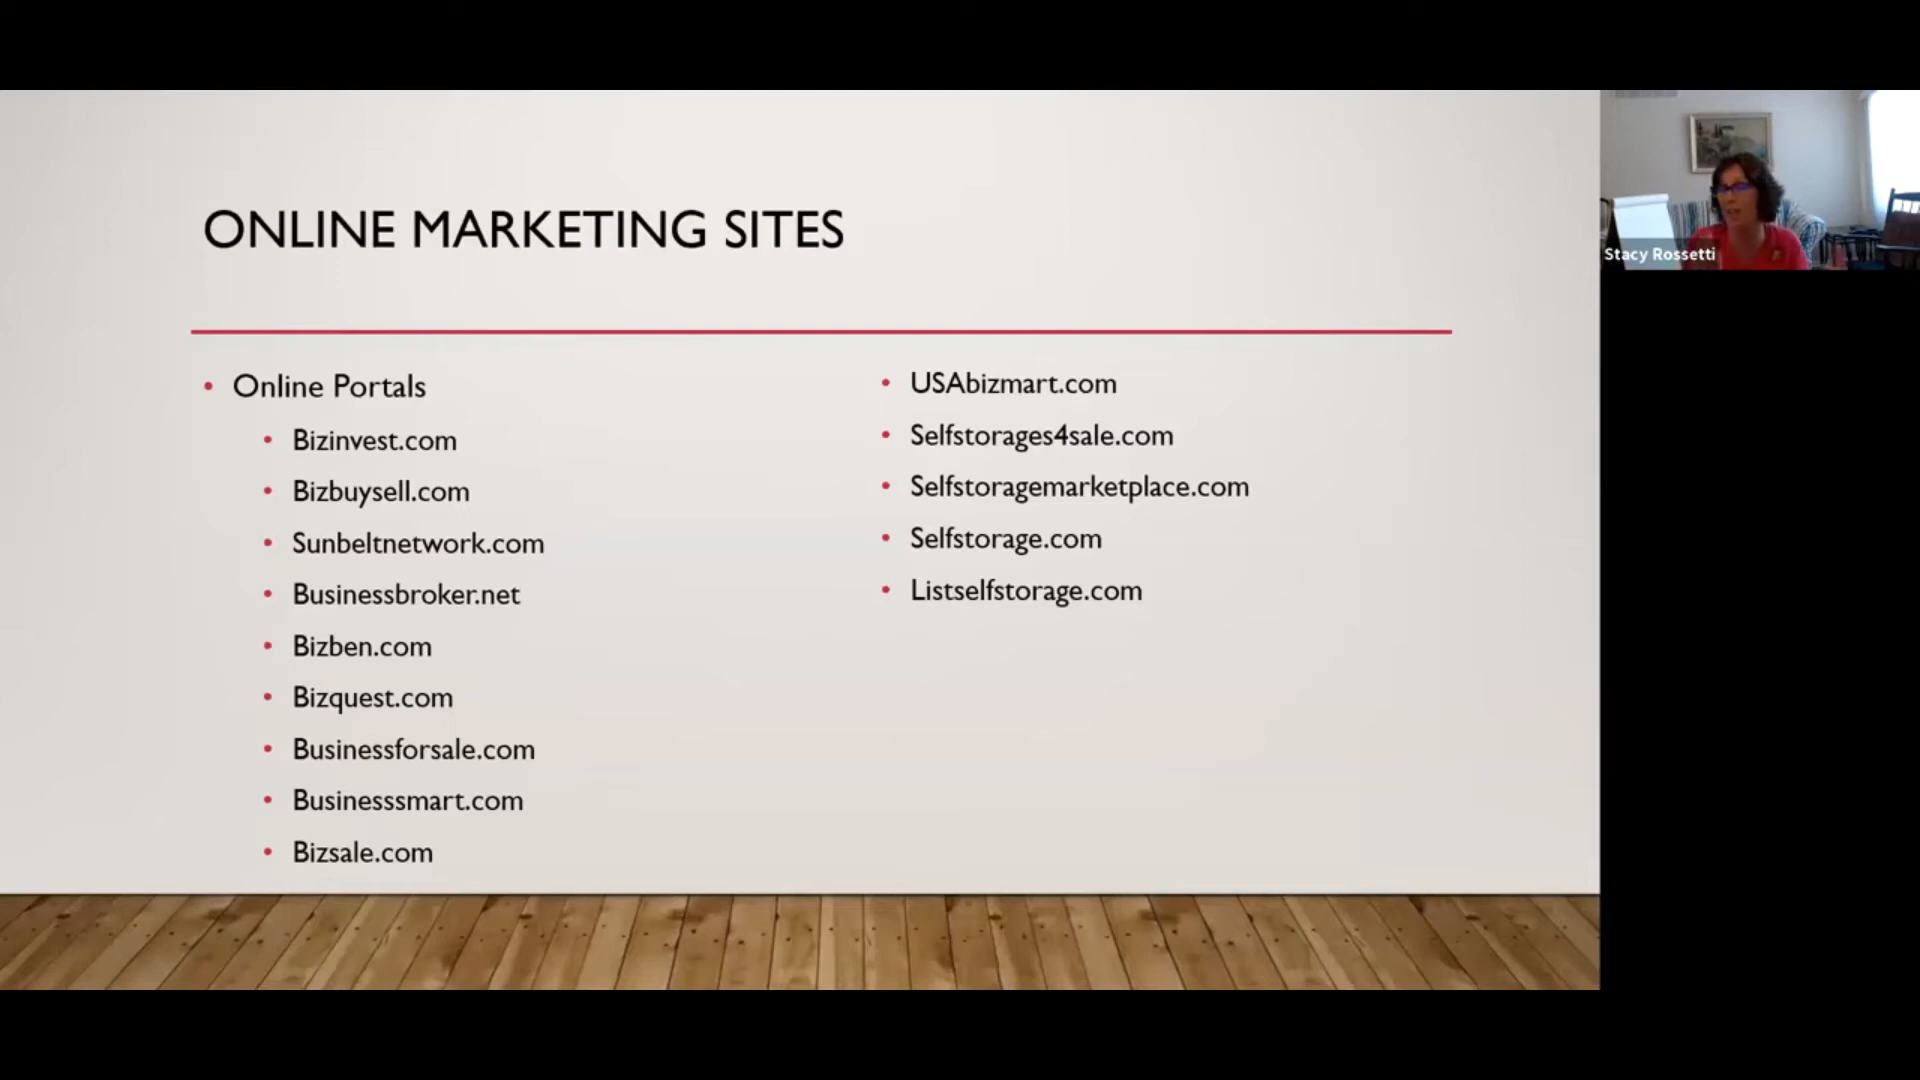 ONLINE MARKETING SITES
Online Portals
Bizinvest.com
Bizbuysell.com
Sunbeltnetwork.com
Businessbroker.net
Bizben.com
Bizquest.com
Businessforsale.com
Businesssmart.com
Bizsale.com
USAbizmart.com
Selfstorages4sale.com
Selfstoragemarketplace.com
Selfstorage.com
Listselfstorage.com
Stacy Rossetti